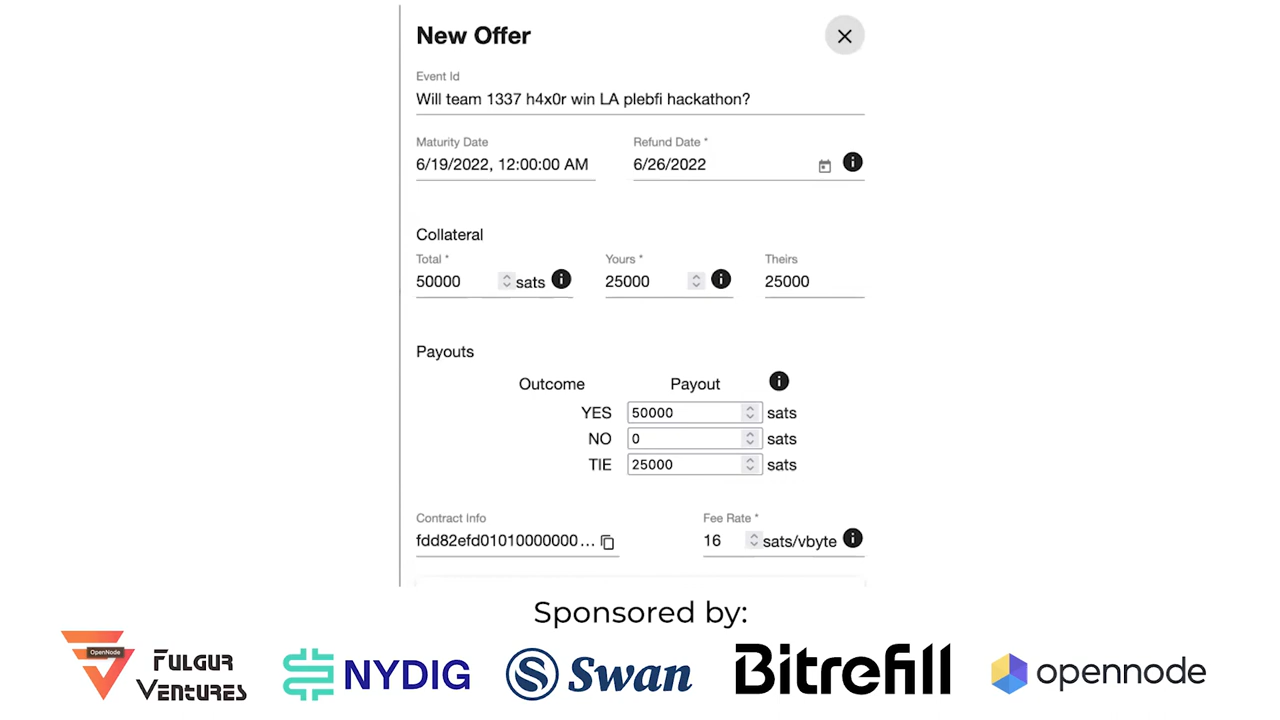 New Offer
Event Id
Will team 1337 h4x0r win LA plebfi hackathon?
Maturity Date Refund Date *
6/19/2022, 12:00:00 AM 6/26/2022
Collateral
Total * Yours * Theirs
50000 sats 25000 25000
Payouts
Outcome Payout
YES 50000 sats
NO 0 sats
TIE 25000 sats
Contract Info Fee Rate *
fdd82efd01010000000... 16 sats/vbyte
Sponsored by:
OpenNode
FULGUR
VENTURES
NYDIG
Swan
Bitrefill
opennode